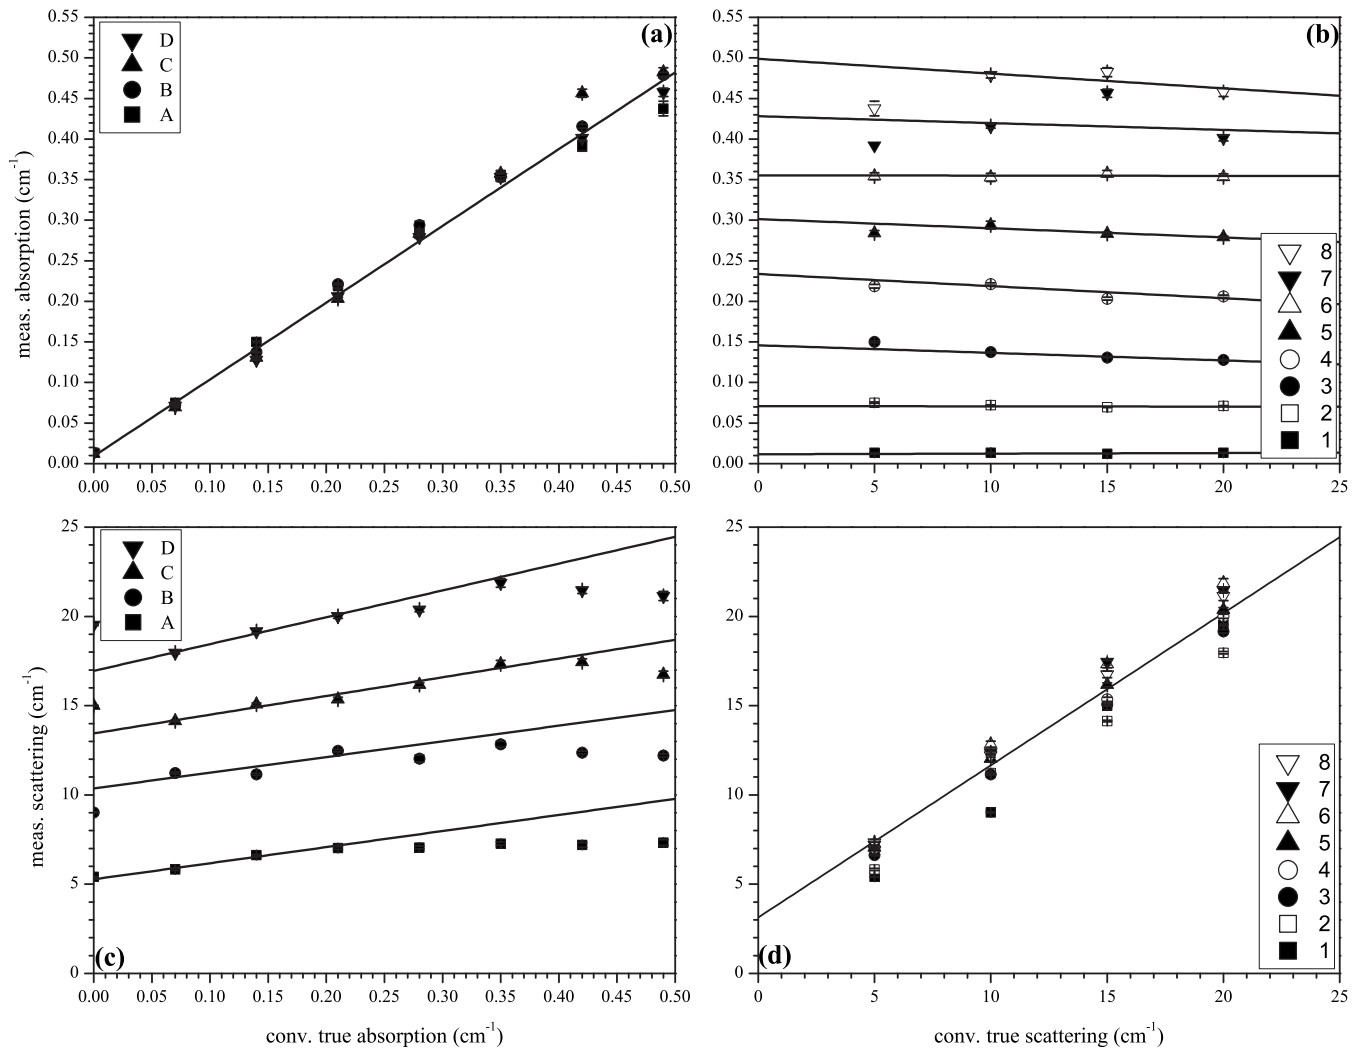 (a)
D
C
B
A
0.55
0.50
0.45
0.40
0.35
0.30
0.25
0.20
0.15
0.10
0.05
0.00
meas. absorption (cm⁻¹)
0.00 0.05 0.10 0.15 0.20 0.25 0.30 0.35 0.40 0.45 0.50
(b)
0.55
0.50
0.45
0.40
0.35
0.30
0.25
0.20
0.15
0.10
0.05
0.00
8
7
6
5
4
3
2
1
0 5 10 15 20 25
D
C
B
A
25
20
15
10
5
0
meas. scattering (cm⁻¹)
(c)
0.00 0.05 0.10 0.15 0.20 0.25 0.30 0.35 0.40 0.45 0.50
conv. true absorption (cm⁻¹)
25
20
15
10
5
0
8
7
6
5
4
3
2
1
(d)
0 5 10 15 20 25
conv. true scattering (cm⁻¹)